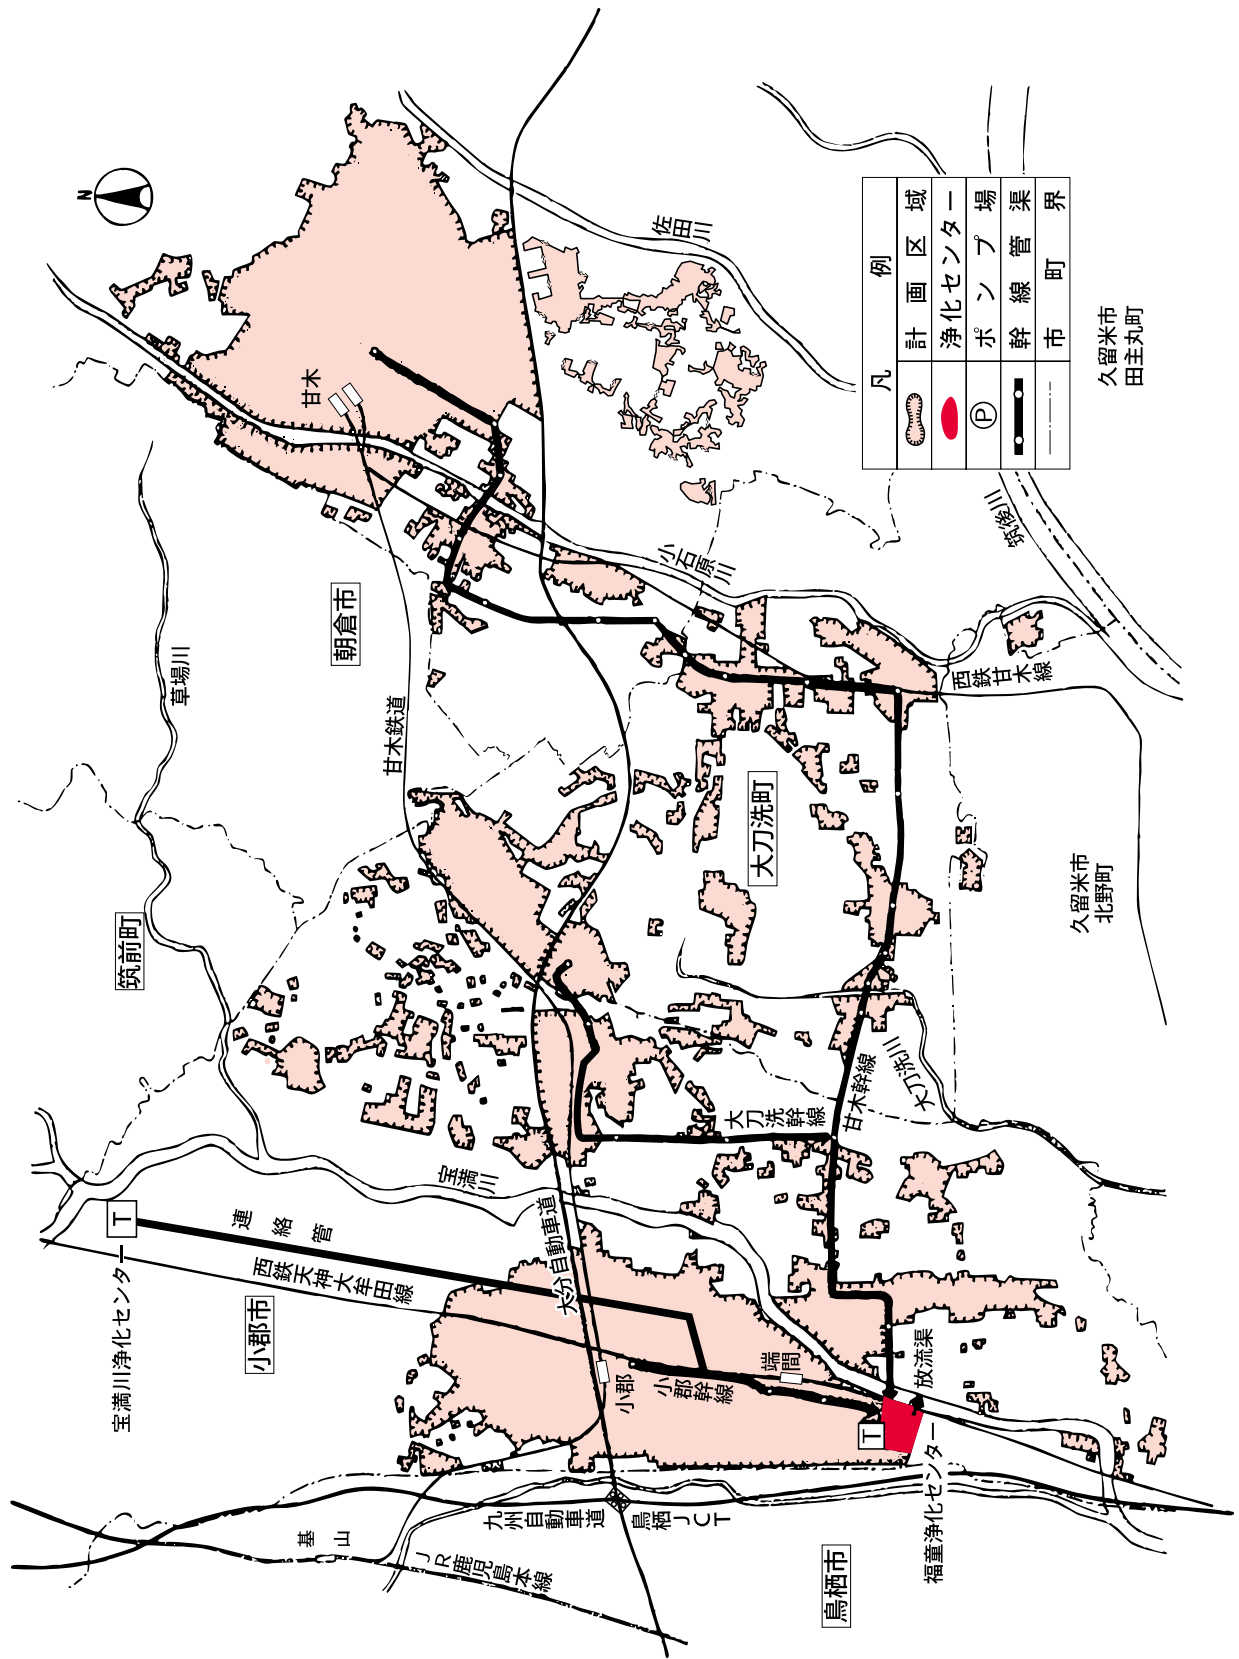 N
凡例
計画区域
浄化センター
ポンプ場
幹線管渠
市町界
P
佐田川
甘木
小石原川
筑後川
久留米市
田主丸町
朝倉市
草場川
甘木鉄道
西鉄甘木線
大刀洗町
久留米市
北野町
筑前町
大刀洗幹線
甘木幹線
大刀洗川
宝満川
T
連絡管
宝満川浄化センター
西鉄天神大牟田線
大分自動車道
小郡市
小郡
小郡幹線
端間
放流渠
T
福童浄化センター
九州自動車道
鳥栖JCT
基山
JR鹿児島本線
鳥栖市